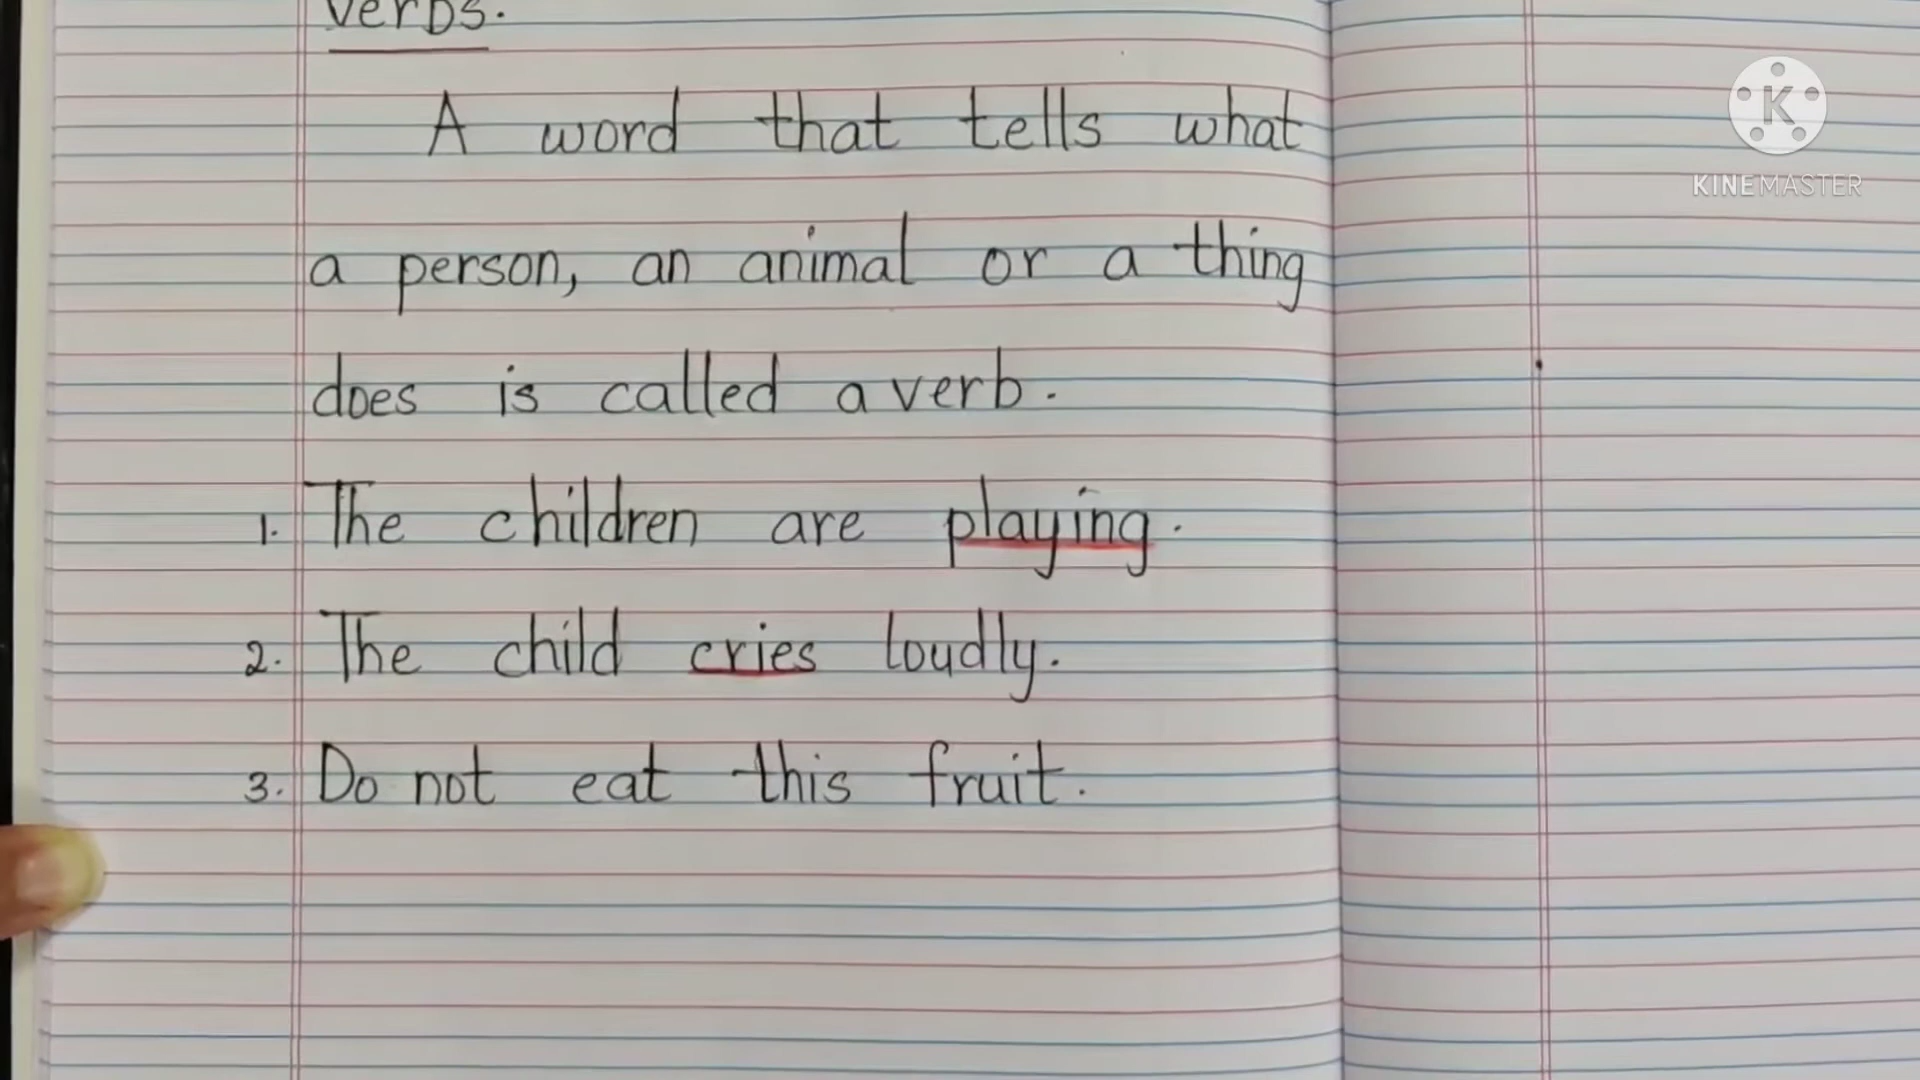 verbs.
A word that tells what
a person, an animal or a thing
does is called a verb.
1. The children are playing.
2. The child cries loudly.
3. Do not eat this fruit.
K
KINEMASTER